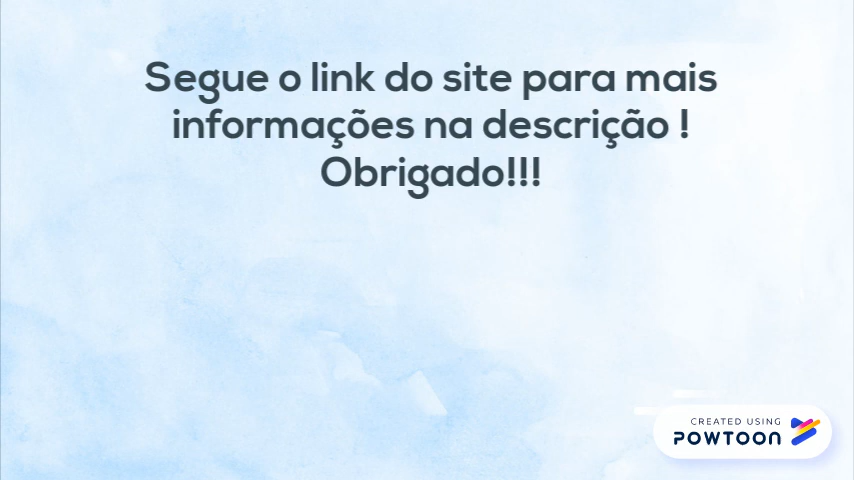 Segue o link do site para mais
informações na descrição !
Obrigado!!!
CREATED USING
POWTOON